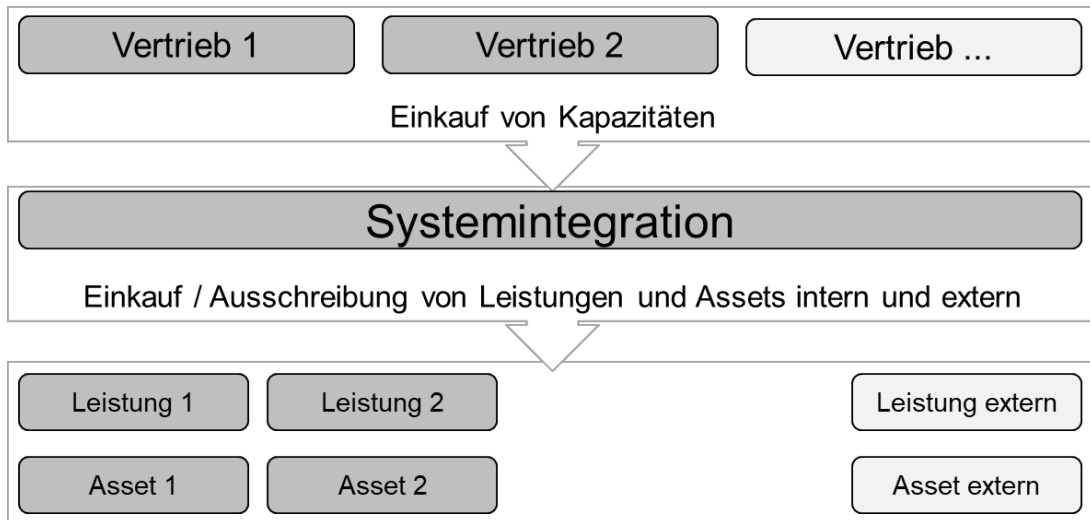 Vertrieb 1
Vertrieb 2
Vertrieb ...
Einkauf von Kapazitäten
Systemintegration
Einkauf / Ausschreibung von Leistungen und Assets intern und extern
Leistung 1
Leistung 2
Leistung extern
Asset 1
Asset 2
Asset extern